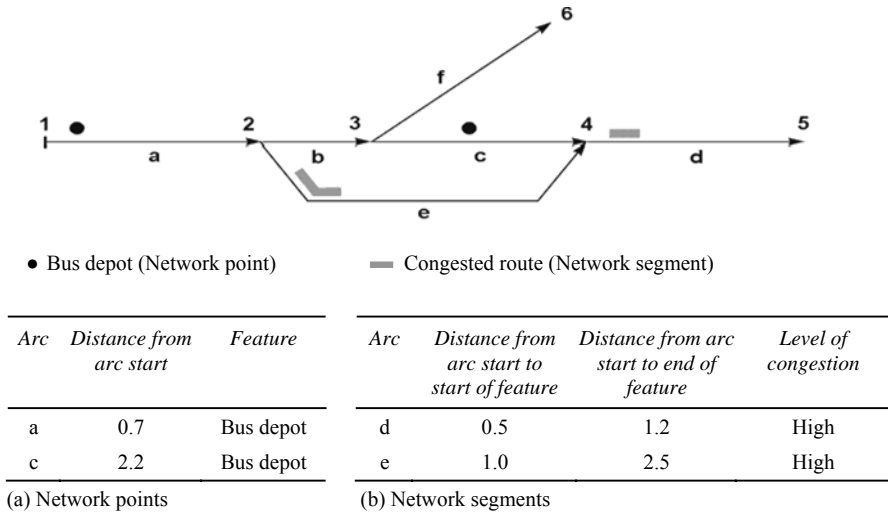 6
f
1 2 3 4 5
a b c d
e
● Bus depot (Network point) Congested route (Network segment)
Arc Distance from arc start Feature
a 0.7 Bus depot
c 2.2 Bus depot
(a) Network points
Arc Distance from arc start to start of feature Distance from arc start to end of feature Level of congestion
d 0.5 1.2 High
e 1.0 2.5 High
(b) Network segments